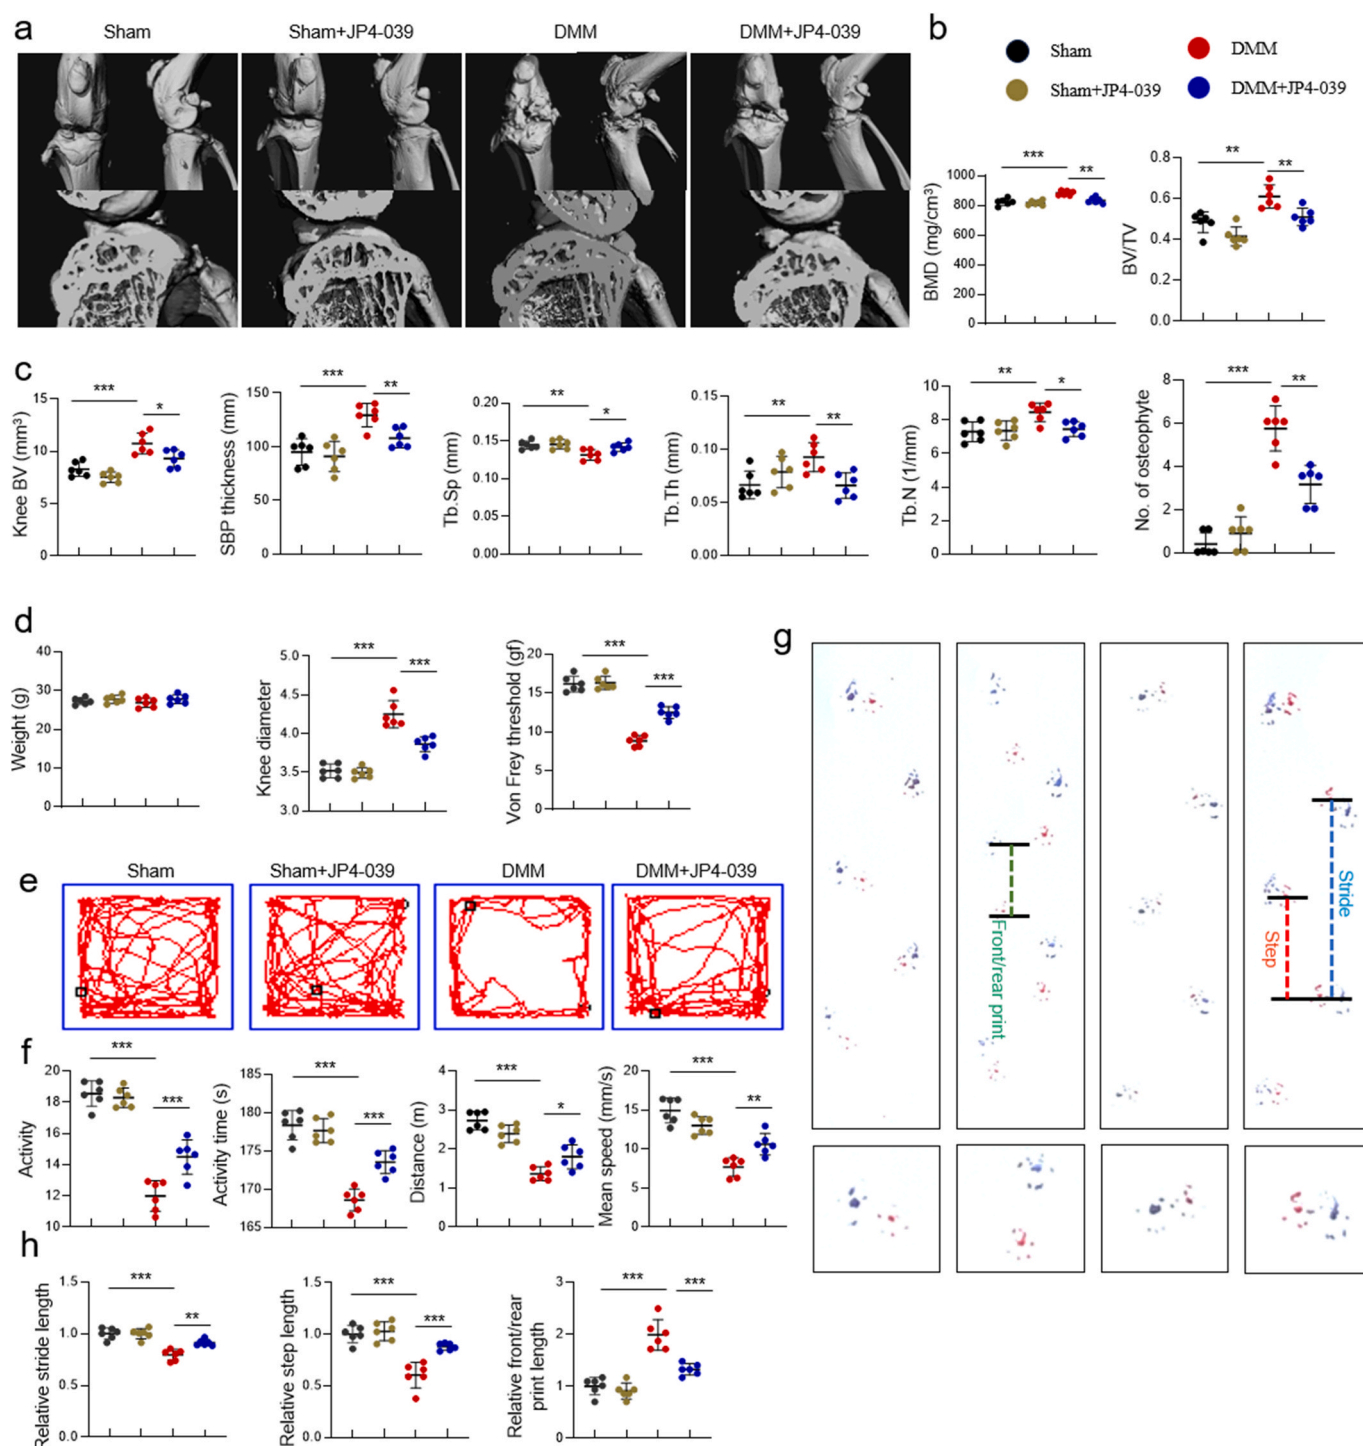 a
Sham
Sham+JP4-039
DMM
DMM+JP4-039
b
Sham
DMM
Sham+JP4-039
DMM+JP4-039
BMD (mg/cm³)
1000
800
600
400
200
0
***
**
BV/TV
0.8
0.6
0.4
0.2
0.0
**
**
c
Knee BV (mm³)
15
10
5
0
***
*
SBP thickness (mm)
150
100
50
0
***
**
Tb.Sp (mm)
0.20
0.15
0.10
0.05
0.00
**
*
Tb.Th (mm)
0.15
0.10
0.05
0.00
**
**
Tb.N (1/mm)
10
8
6
4
2
0
**
*
No. of osteophyte
8
6
4
2
0
***
**
d
Weight (g)
40
30
20
10
0
Knee diameter
5.0
4.5
4.0
3.5
3.0
***
***
Von Frey threshold (gf)
20
15
10
5
0
***
***
g
Front/rear print
Step
Stride
e
Sham
Sham+JP4-039
DMM
DMM+JP4-039
f
Activity
20
18
16
14
12
10
***
***
Activity time (s)
185
180
175
170
165
***
***
Distance (m)
4
3
2
1
0
***
*
Mean speed (mm/s)
20
15
10
5
0
***
**
h
Relative stride length
1.5
1.0
0.5
0.0
***
**
Relative step length
1.5
1.0
0.5
0.0
***
***
Relative front/rear
print length
3
2
1
0
***
***